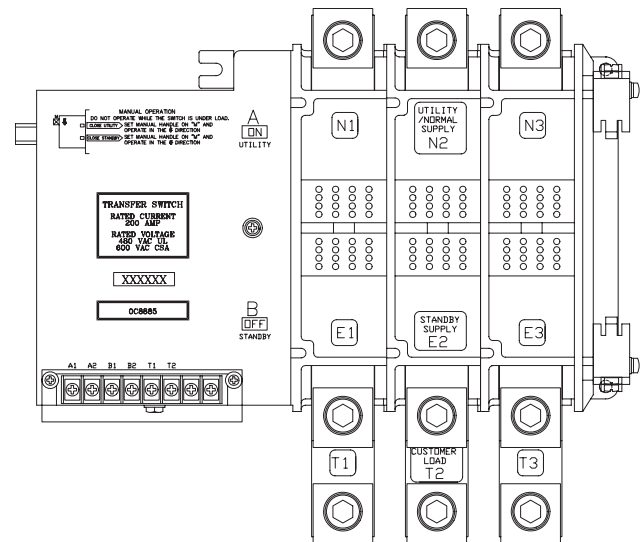 MANUAL OPERATION
DO NOT OPERATE WHILE THE SWITCH IS UNDER LOAD.
CLOSE UTILITY SET MANUAL HANDLE ON "M" AND
OPERATE IN THE DIRECTION
CLOSE STANDBY SET MANUAL HANDLE ON "M" AND
OPERATE IN THE DIRECTION
A
ON
UTILITY
N1
UTILITY
/NORMAL
SUPPLY
N2
N3
TRANSFER SWITCH
RATED CURRENT
200 AMP
RATED VOLTAGE
480 VAC UL
600 VAC CSA
XXXXXX
0C8685
B
OFF
STANDBY
E1
STANDBY
SUPPLY
E2
E3
A1 A2 B1 B2 T1 T2
T1
CUSTOMER
LOAD
T2
T3